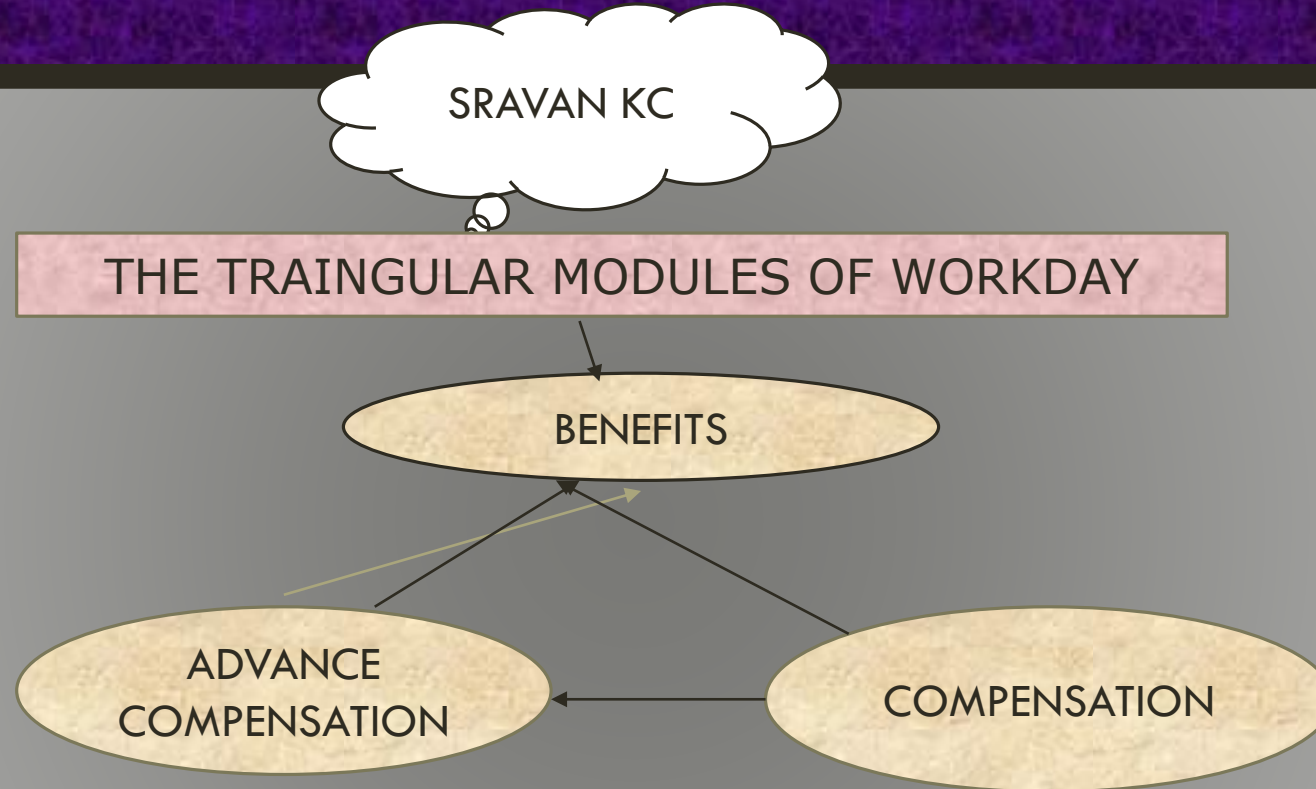 SRAVAN KC
THE TRAINGULAR MODULES OF WORKDAY
BENEFITS
ADVANCE
COMPENSATION
COMPENSATION